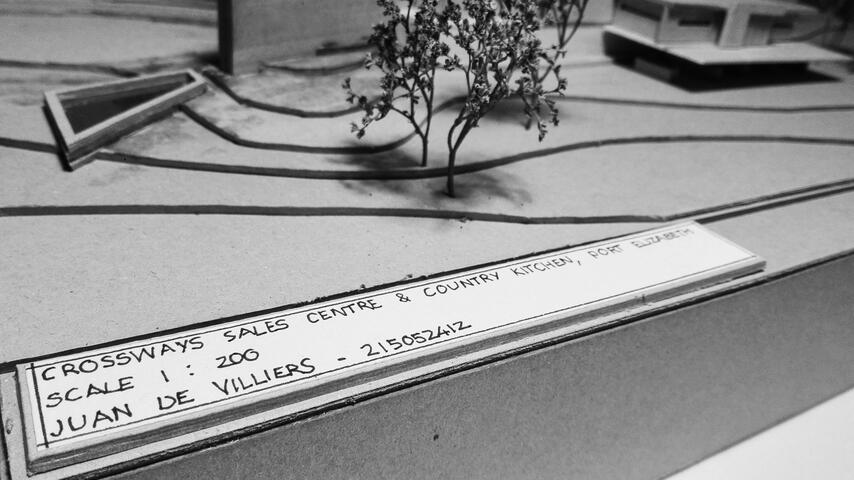 CROSSWAYS SALES CENTRE & COUNTRY KITCHEN, PORT ELIZABETH
SCALE 1 : 200
JUAN DE VILLIERS - 215052412